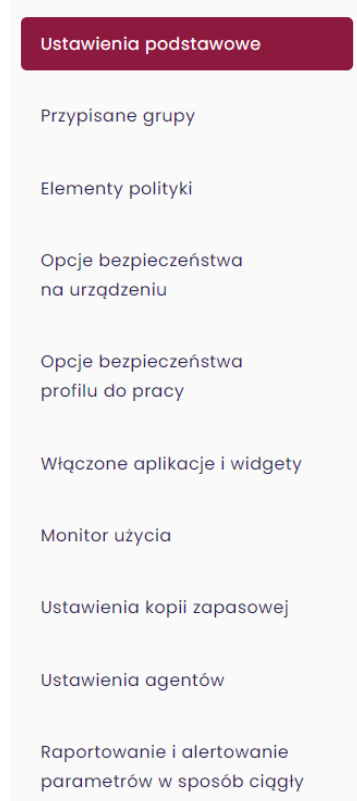 Ustawienia podstawowe
Przypisane grupy
Elementy polityki
Opcje bezpieczeństwa
na urządzeniu
Opcje bezpieczeństwa
profilu do pracy
Włączone aplikacje i widgety
Monitor użycia
Ustawienia kopii zapasowej
Ustawienia agentów
Raportowanie i alertowanie
parametrów w sposób ciągły